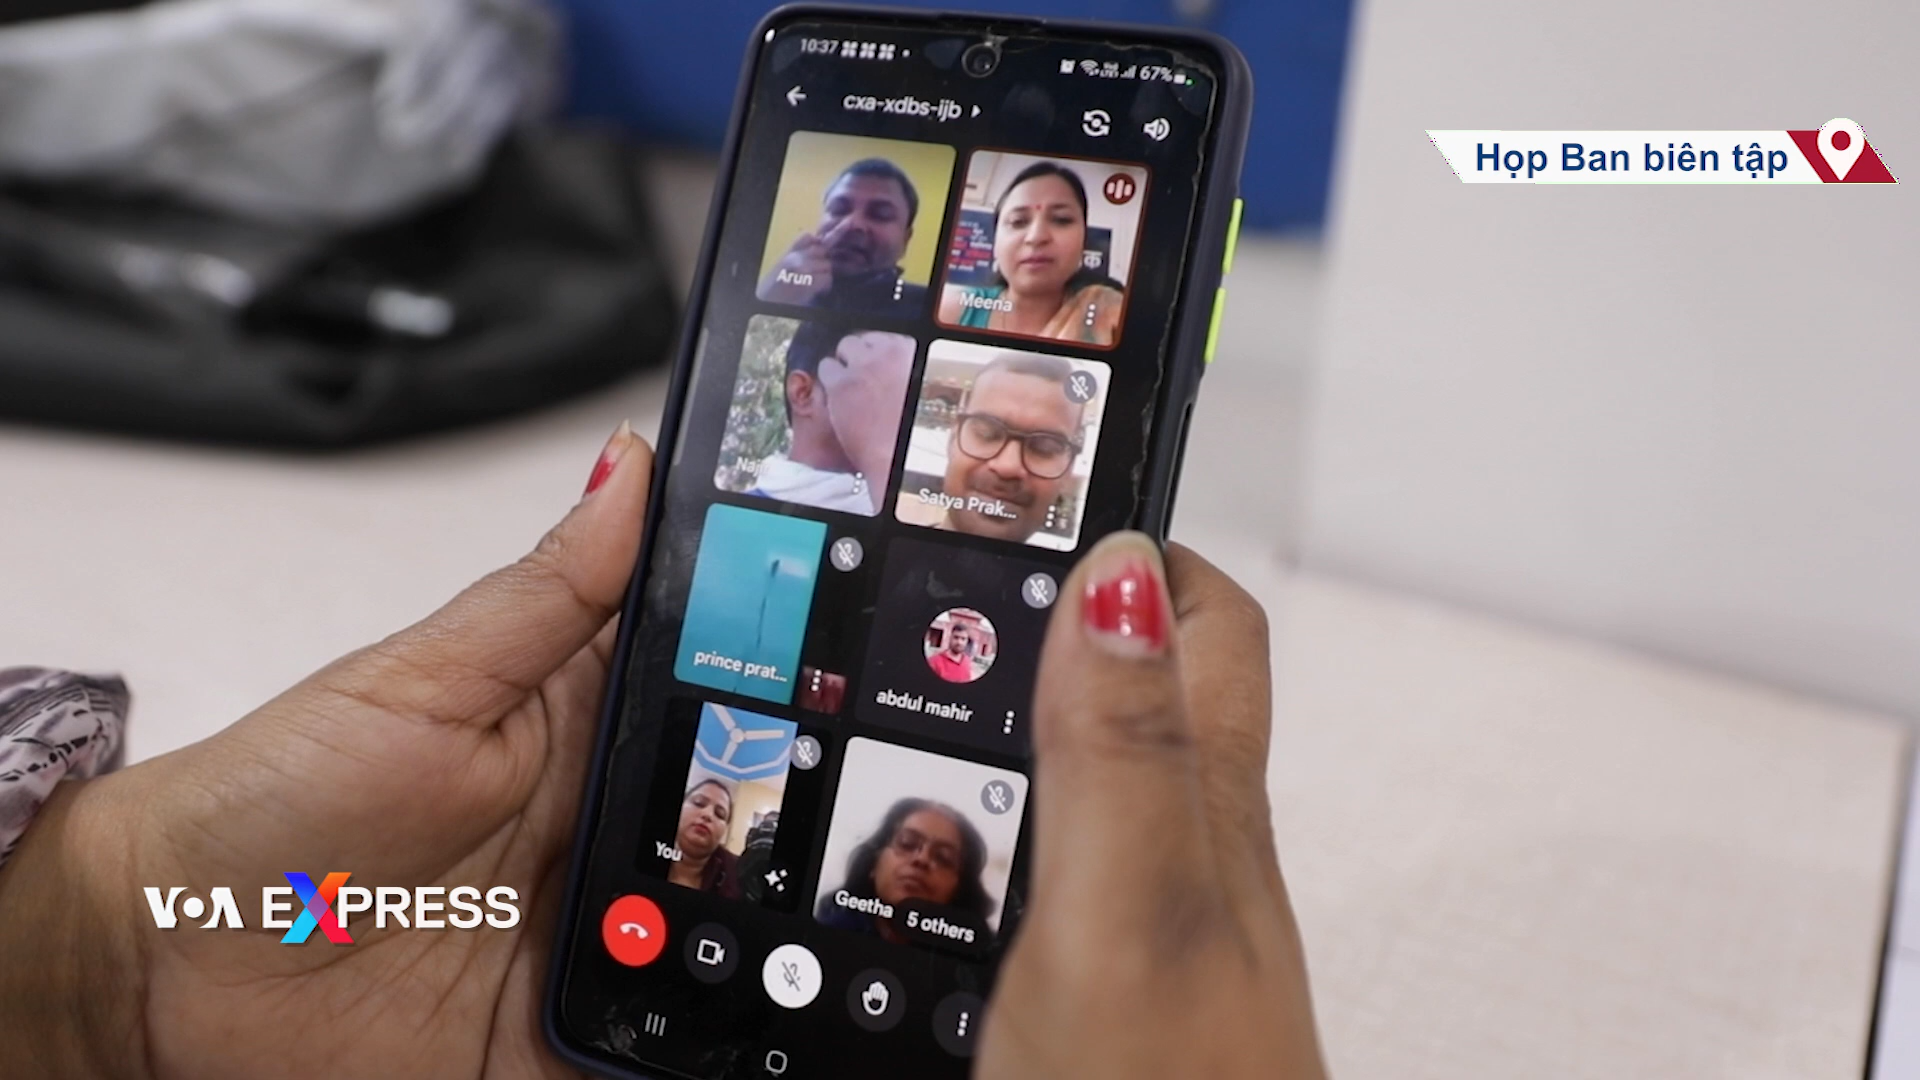 10:37
67%
cxa-xdbs-ijb
Họp Ban biên tập
Arun
Meena
Satya Prak...
prince prat...
abdul mahir
You
Geetha
5 others
VOA EXPRESS